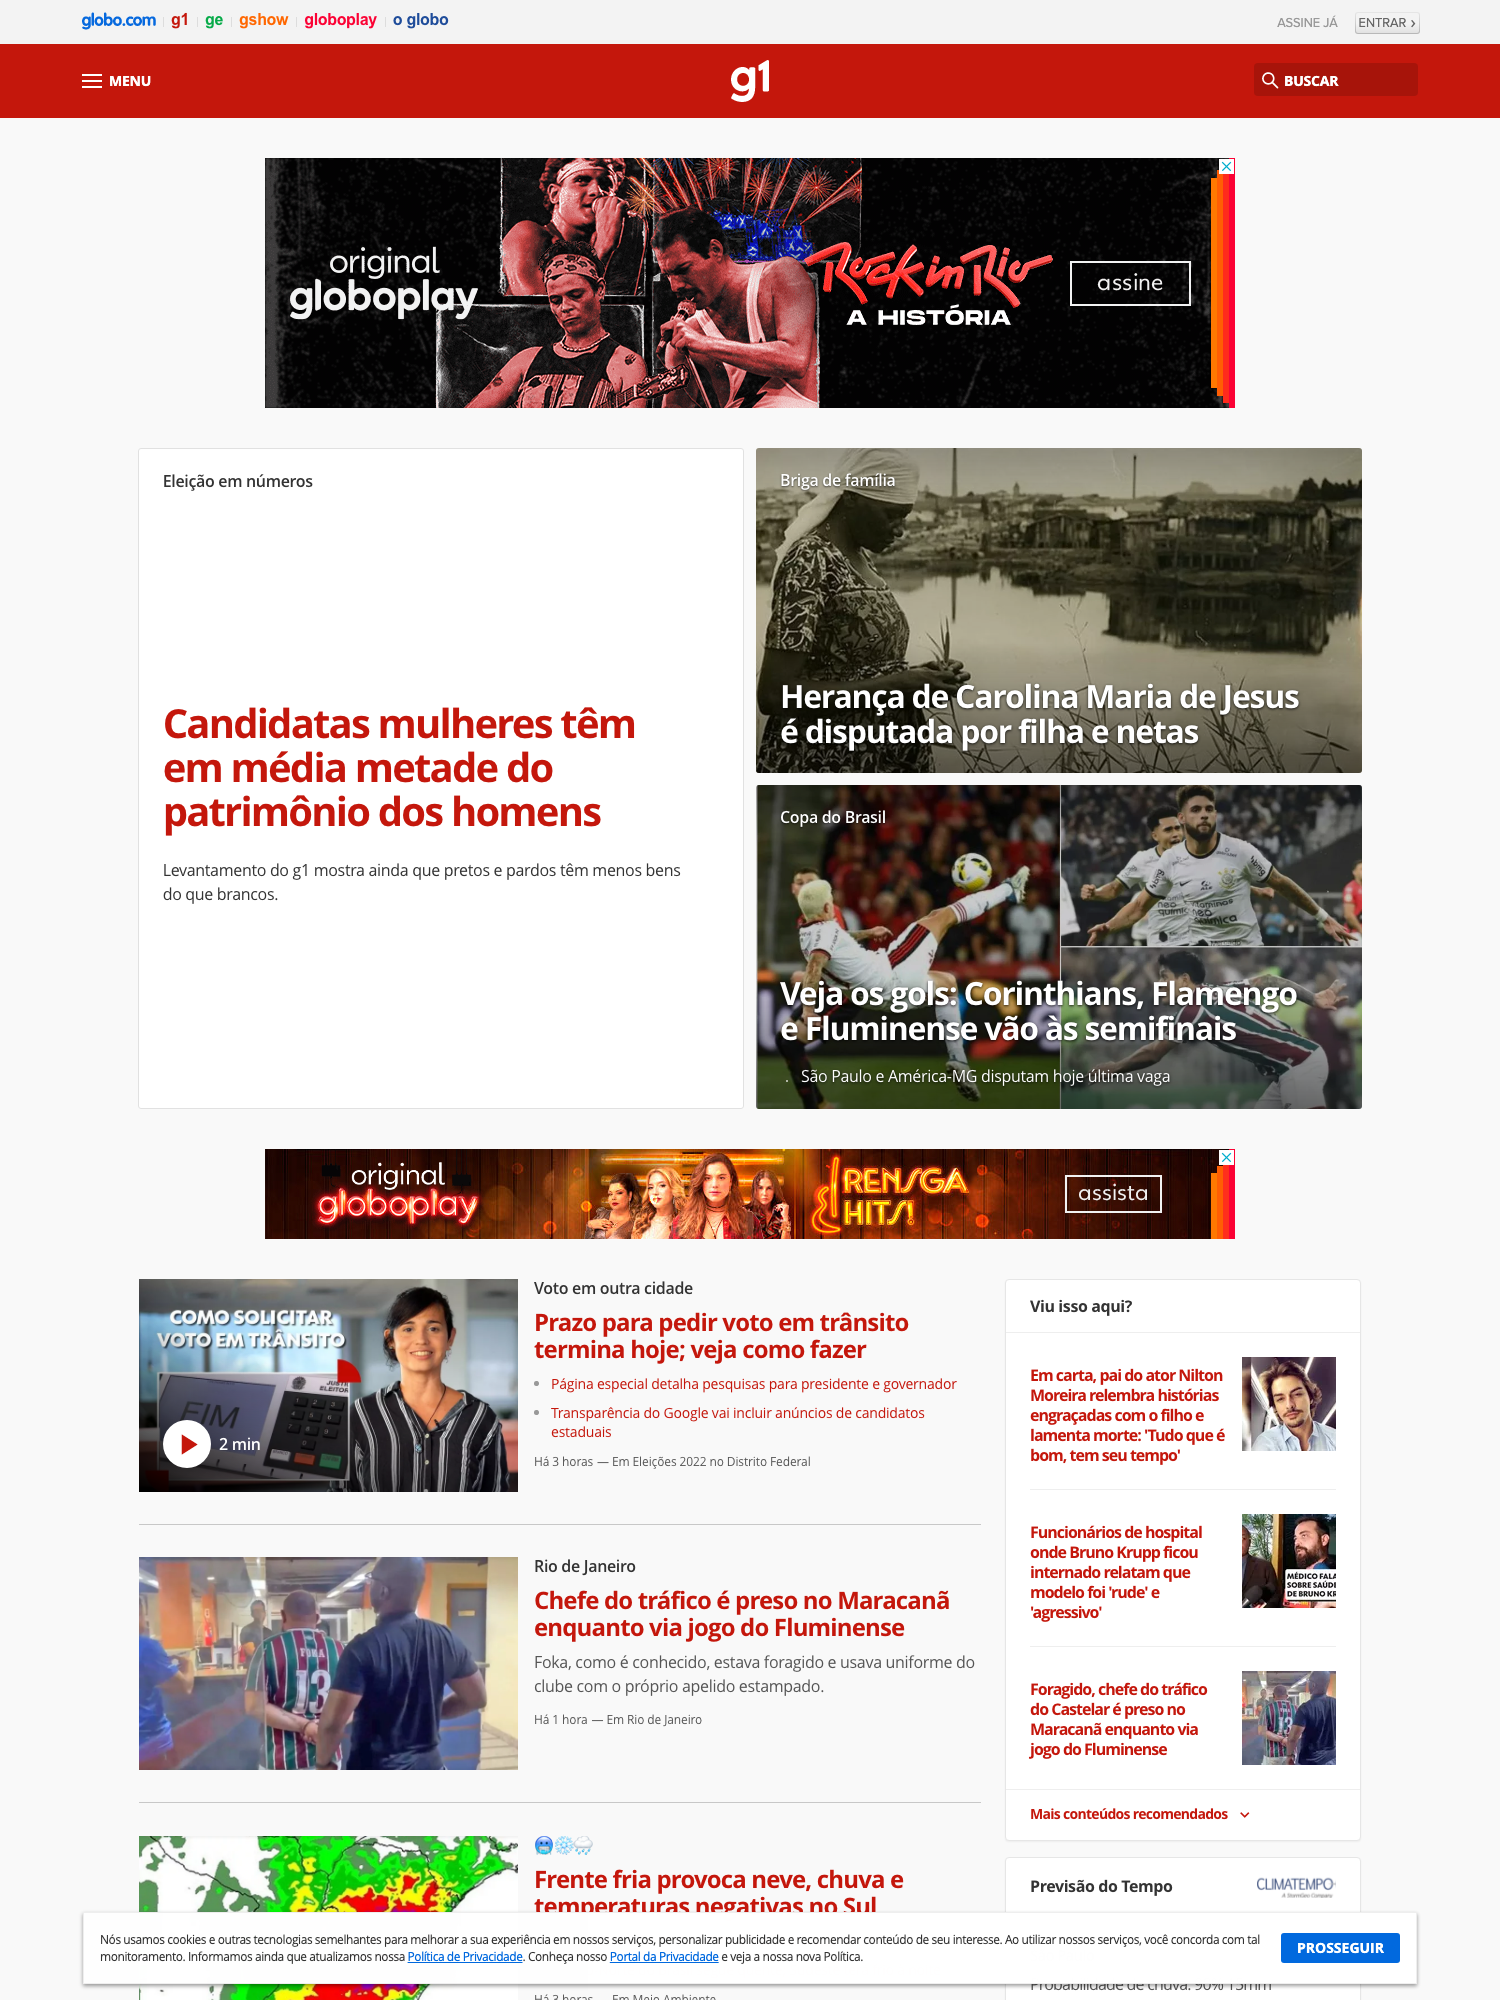 globo.com g1 ge gshow globoplay o globo
ASSINE JÁ ENTRAR ›
MENU
g1
BUSCAR
original
globoplay
Rock in Rio
A HISTÓRIA
assine
Eleição em números
Candidatas mulheres têm
em média metade do
patrimônio dos homens
Levantamento do g1 mostra ainda que pretos e pardos têm menos bens
do que brancos.
Briga de família
Herança de Carolina Maria de Jesus
é disputada por filha e netas
Copa do Brasil
Veja os gols: Corinthians, Flamengo
e Fluminense vão às semifinais
. São Paulo e América-MG disputam hoje última vaga
original
globoplay
RENSGA
HITS!
assista
COMO SOLICITAR
VOTO EM TRÂNSITO
FIM
2 min
Voto em outra cidade
Prazo para pedir voto em trânsito
termina hoje; veja como fazer
Página especial detalha pesquisas para presidente e governador
Transparência do Google vai incluir anúncios de candidatos
estaduais
Há 3 horas — Em Eleições 2022 no Distrito Federal
FOKA
13
Rio de Janeiro
Chefe do tráfico é preso no Maracanã
enquanto via jogo do Fluminense
Foka, como é conhecido, estava foragido e usava uniforme do
clube com o próprio apelido estampado.
Há 1 hora — Em Rio de Janeiro
🥶❄️🌨️
Frente fria provoca neve, chuva e
temperaturas negativas no Sul
Há 3 horas — Em Meio Ambiente
Viu isso aqui?
Em carta, pai do ator Nilton
Moreira relembra histórias
engraçadas com o filho e
lamenta morte: 'Tudo que é
bom, tem seu tempo'
Funcionários de hospital
onde Bruno Krupp ficou
internado relatam que
modelo foi 'rude' e
'agressivo'
MÉDICO FALA
SOBRE SAÚDE
DE BRUNO KR
Foragido, chefe do tráfico
do Castelar é preso no
Maracanã enquanto via
jogo do Fluminense
Mais conteúdos recomendados
Previsão do Tempo
CLIMATEMPO
A StormGeo Company
Probabilidade de chuva: 90% 15mm
Nós usamos cookies e outras tecnologias semelhantes para melhorar a sua experiência em nossos serviços, personalizar publicidade e recomendar conteúdo de seu interesse. Ao utilizar nossos serviços, você concorda com tal
monitoramento. Informamos ainda que atualizamos nossa Política de Privacidade. Conheça nosso Portal da Privacidade e veja a nossa nova Política.
PROSSEGUIR